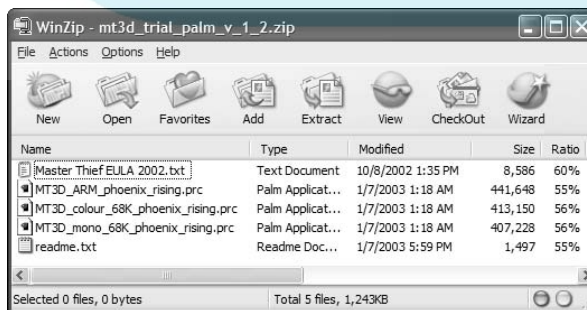 WinZip - mt3d_trial_palm_v_1_2.zip
File Actions Options Help
New Open Favorites Add Extract View CheckOut Wizard
Name Type Modified Size Ratio
Master Thief EULA 2002.txt Text Document 10/8/2002 1:35 PM 8,586 60%
MT3D_ARM_phoenix_rising.prc Palm Applicat... 1/7/2003 1:18 AM 441,648 55%
MT3D_colour_68K_phoenix_rising.prc Palm Applicat... 1/7/2003 1:18 AM 413,150 56%
MT3D_mono_68K_phoenix_rising.prc Palm Applicat... 1/7/2003 1:18 AM 407,228 56%
readme.txt Readme Doc... 1/7/2003 5:59 PM 1,497 55%
Selected 0 files, 0 bytes Total 5 files, 1,243KB